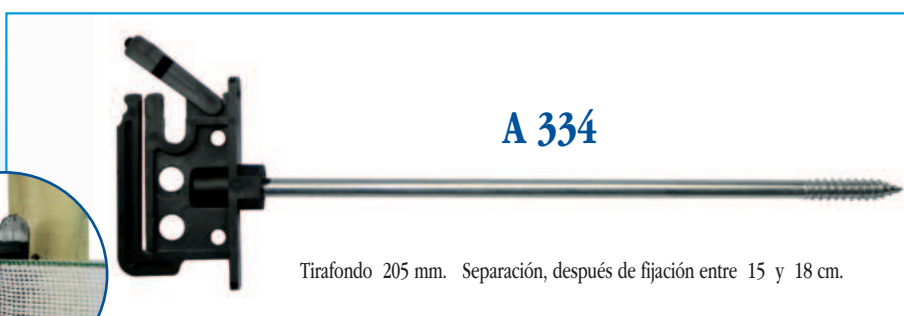 A 334
Tirafondo 205 mm. Separación, después de fijación entre 15 y 18 cm.